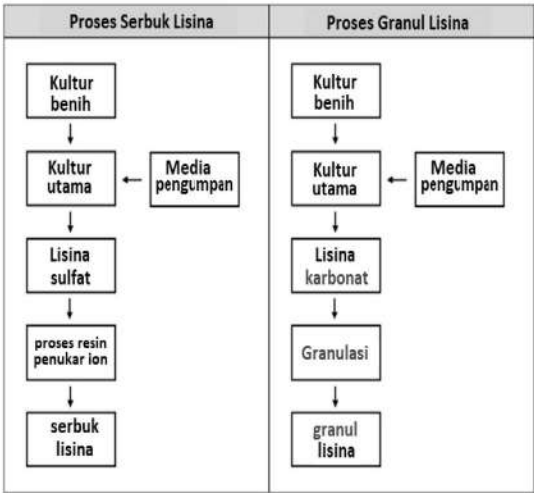 Proses Serbuk Lisina
Kultur
benih
Kultur
utama
Media
pengumpan
Lisina
sulfat
proses resin
penukar ion
serbuk
lisina
Proses Granul Lisina
Kultur
benih
Kultur
utama
Media
pengumpan
Lisina
karbonat
Granulasi
granul
lisina